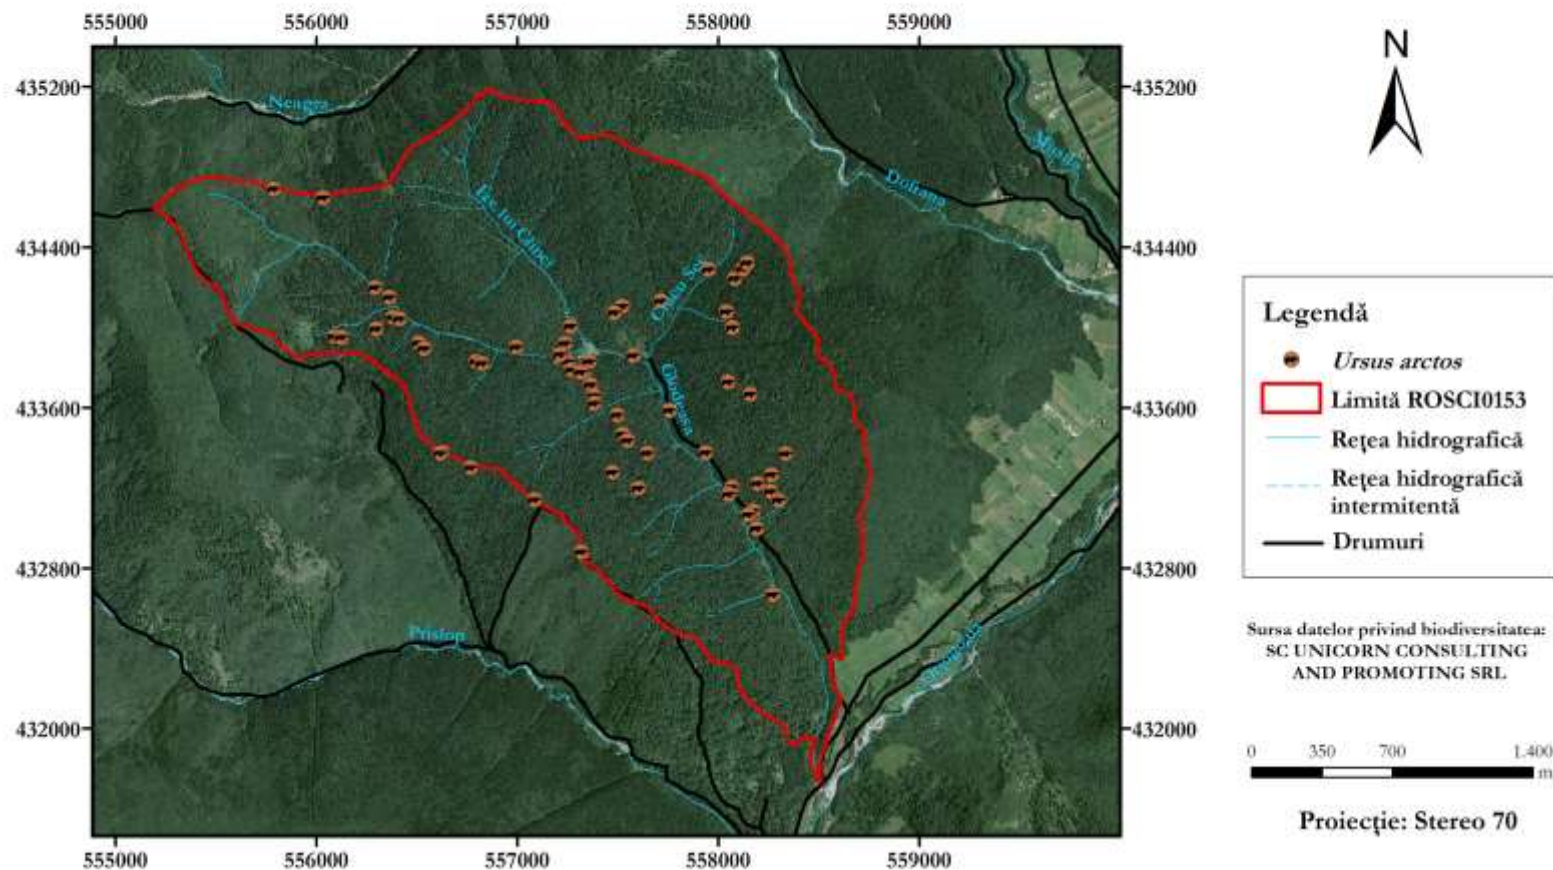 555000 556000 557000 558000 559000
N
435200
435200
Neagra
Musița
Doftana
434400
434400
433600
433600
432800
432800
Prislop
432000
432000
555000 556000 557000 558000 559000
Legendă
Ursus arctos
Limită ROSCI0153
Rețea hidrografică
Rețea hidrografică
intermitentă
Drumuri
Sursa datelor privind biodiversitatea:
SC UNICORN CONSULTING
AND PROMOTING SRL
0 350 700 1.400
m
Proiecție: Stereo 70